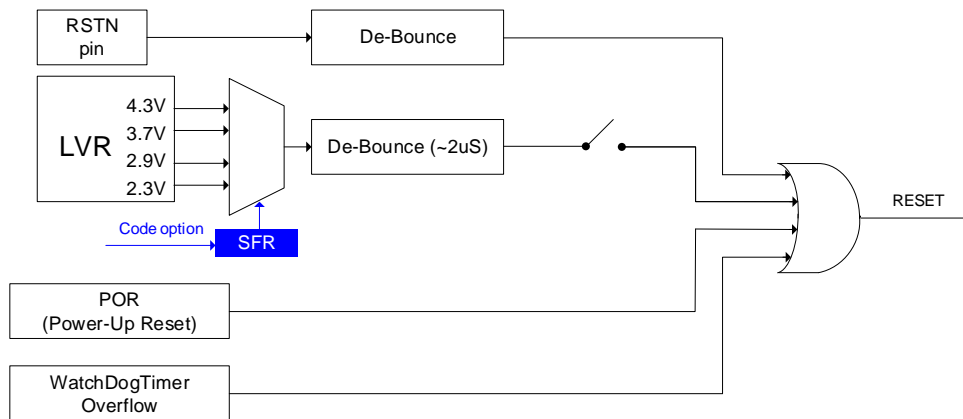 RSTN
pin
De-Bounce
LVR
4.3V
3.7V
2.9V
2.3V
De-Bounce (~2uS)
Code option
SFR
RESET
POR
(Power-Up Reset)
WatchDogTimer
Overflow